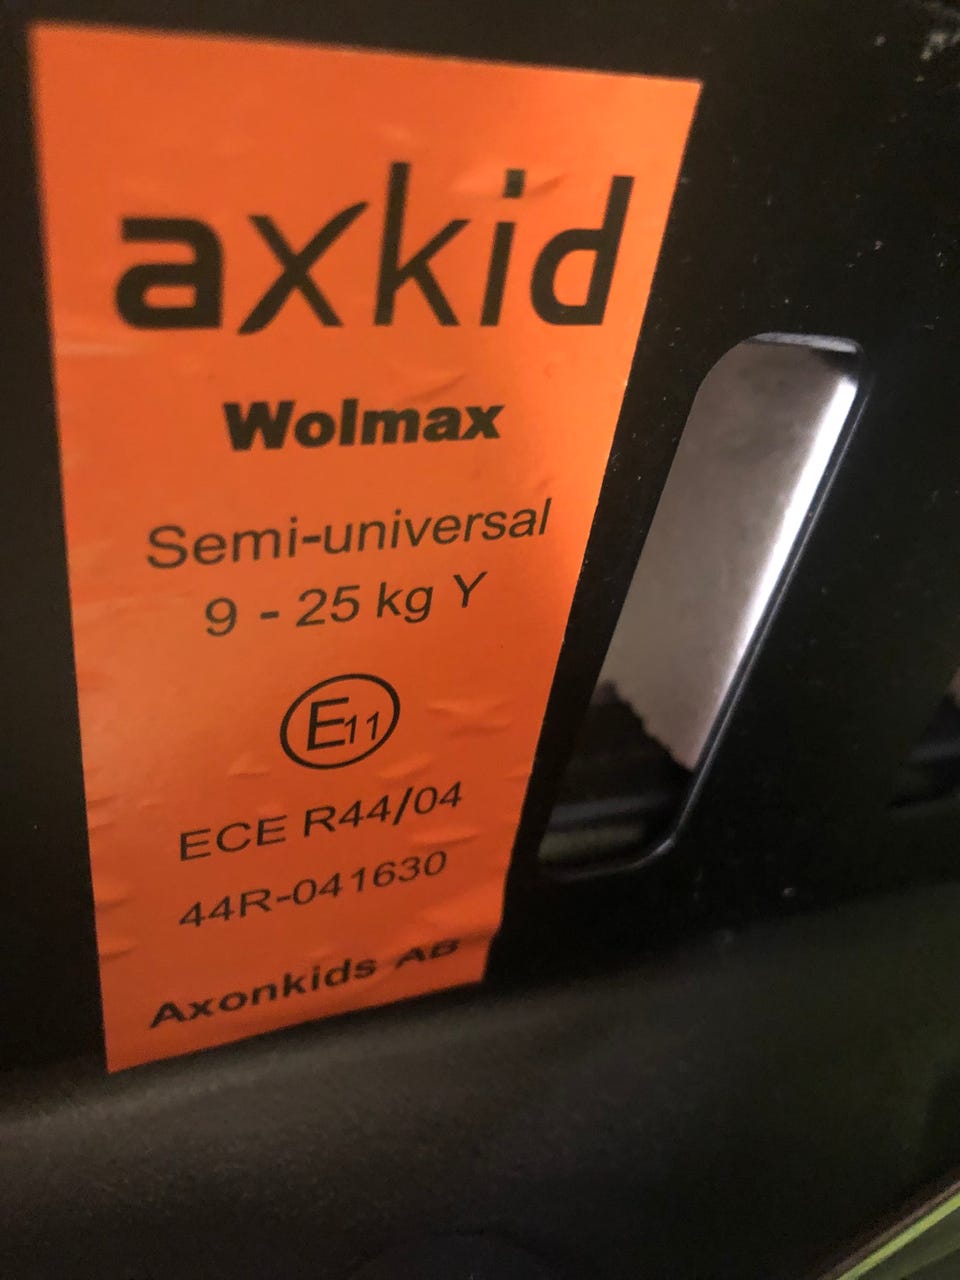 axkid
Wolmax
Semi-universal
9 - 25 kg Y
E11
ECE R44/04
44R-041630
Axonkids AB